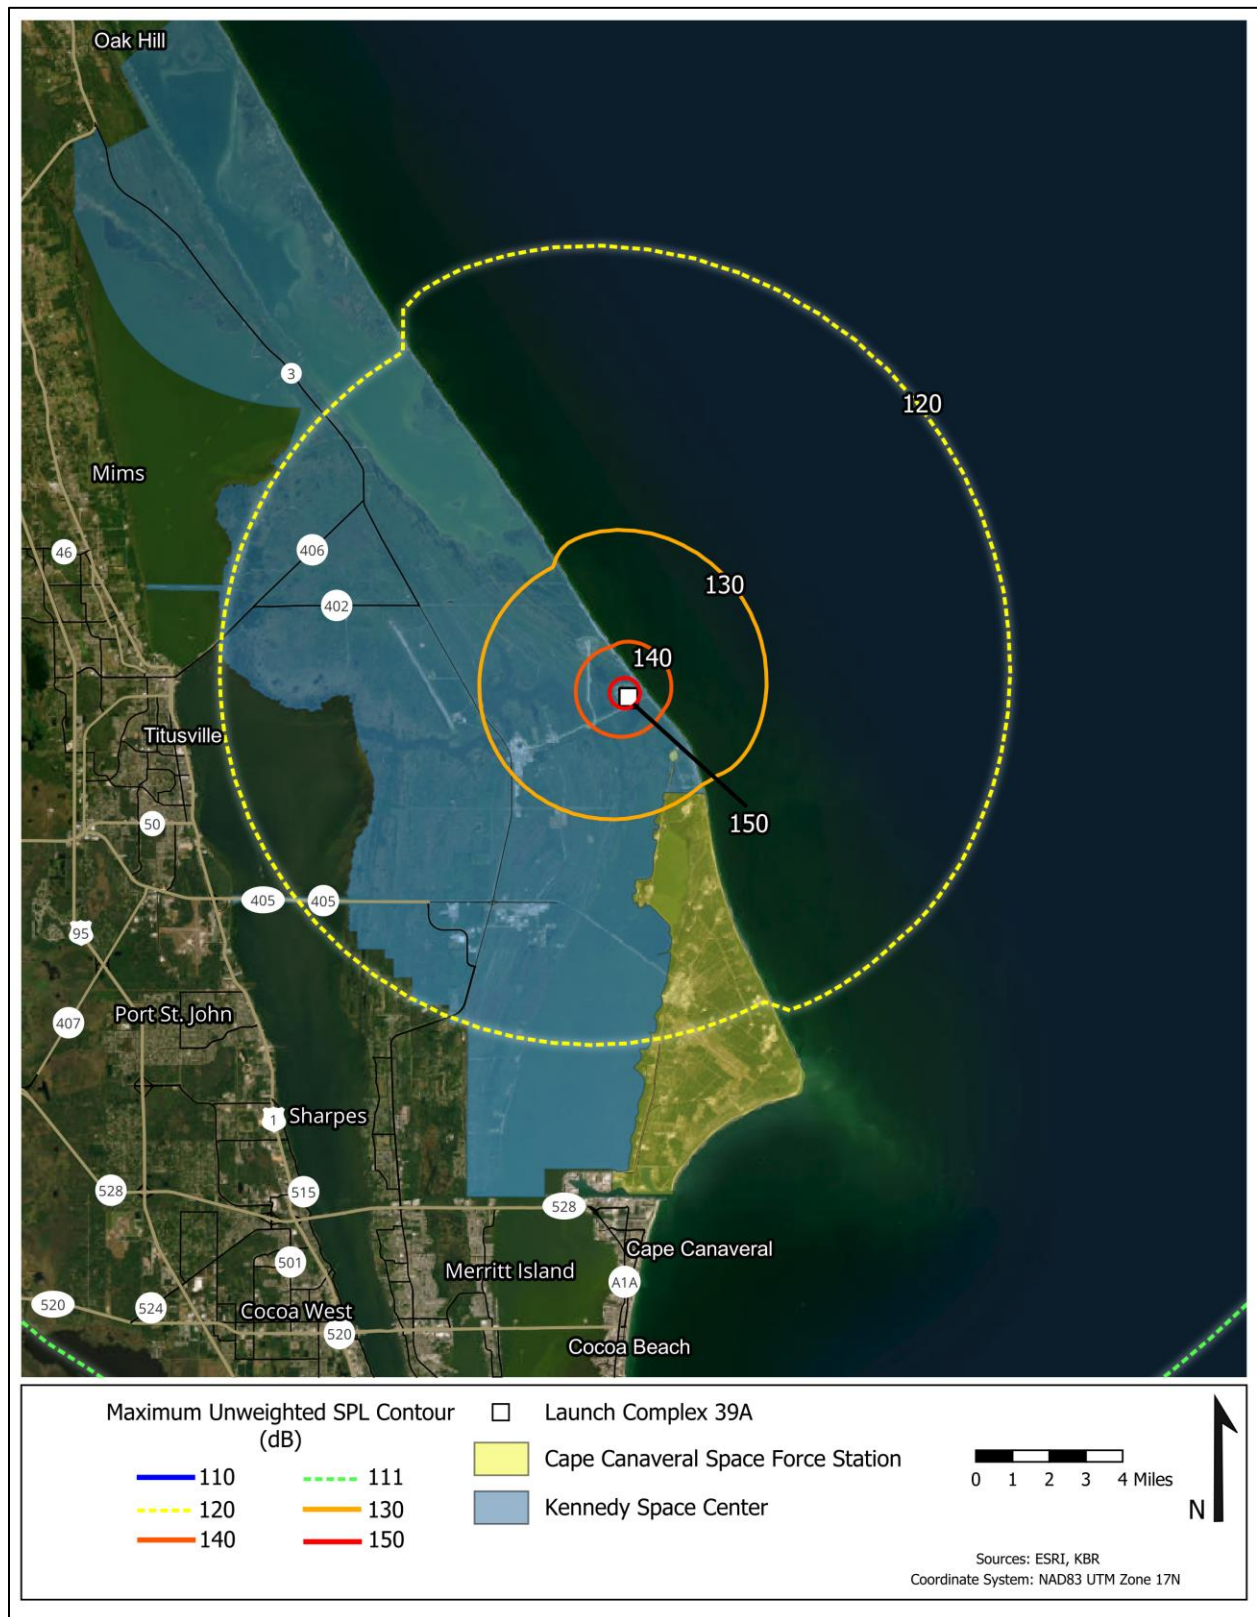 Oak Hill
3
120
Mims
46
406
130
402
140
Titusville
150
50
405
405
95
Port St. John
407
1
Sharpes
528
515
528
Cape Canaveral
501
Merritt Island
A1A
520
524
Cocoa West
520
Cocoa Beach
Maximum Unweighted SPL Contour
(dB)
110
111
120
130
140
150
Launch Complex 39A
Cape Canaveral Space Force Station
Kennedy Space Center
0 1 2 3 4 Miles
N
Sources: ESRI, KBR
Coordinate System: NAD83 UTM Zone 17N